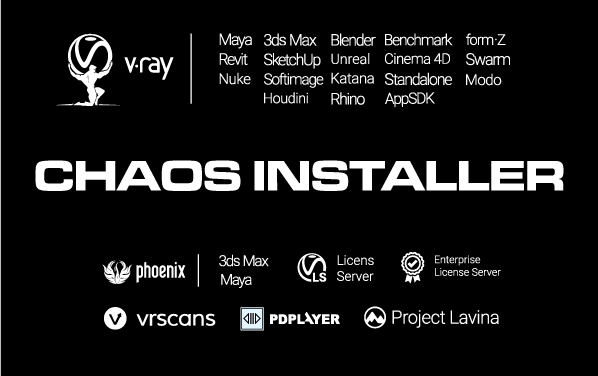 v·ray
Maya 3ds Max Blender Benchmark form·Z
Revit SketchUp Unreal Cinema 4D Swarm
Nuke Softimage Katana Standalone Modo
Houdini Rhino AppSDK
CHAOS INSTALLER
phoenix
3ds Max
Maya
LS
Licens
Server
Enterprise
License Server
vrscans
PDPLAYER
Project Lavina